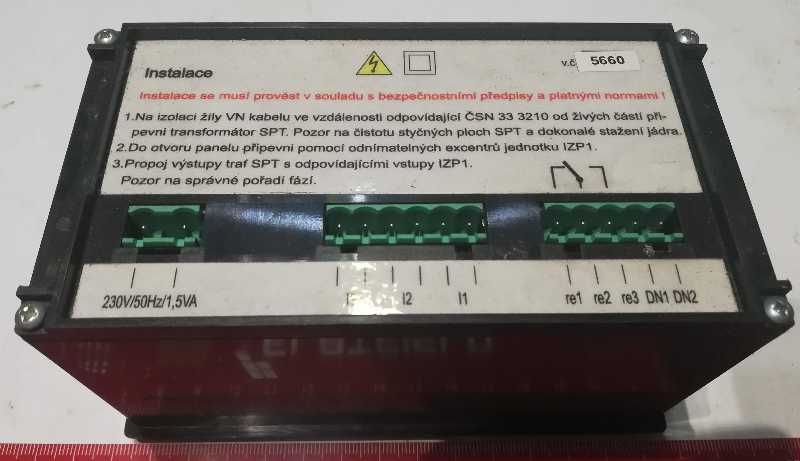 Instalace
v.č 5660
Instalace se musí provést v souladu s bezpečnostními předpisy a platnými normami !
1.Na izolaci žíly VN kabelu ve vzdálenosti odpovídající ČSN 33 3210 od živých částí při-
pevni transformátor SPT. Pozor na čistotu styčných ploch SPT a dokonalé stažení jádra.
2.Do otvoru panelu připevni pomocí odnímatelných excentrů jednotku IZP1.
3.Propoj výstupy traf SPT s odpovídajícími vstupy IZP1.
Pozor na správné pořadí fází.
230V/50Hz/1,5VA I2 I1 re1 re2 re3 DN1 DN2